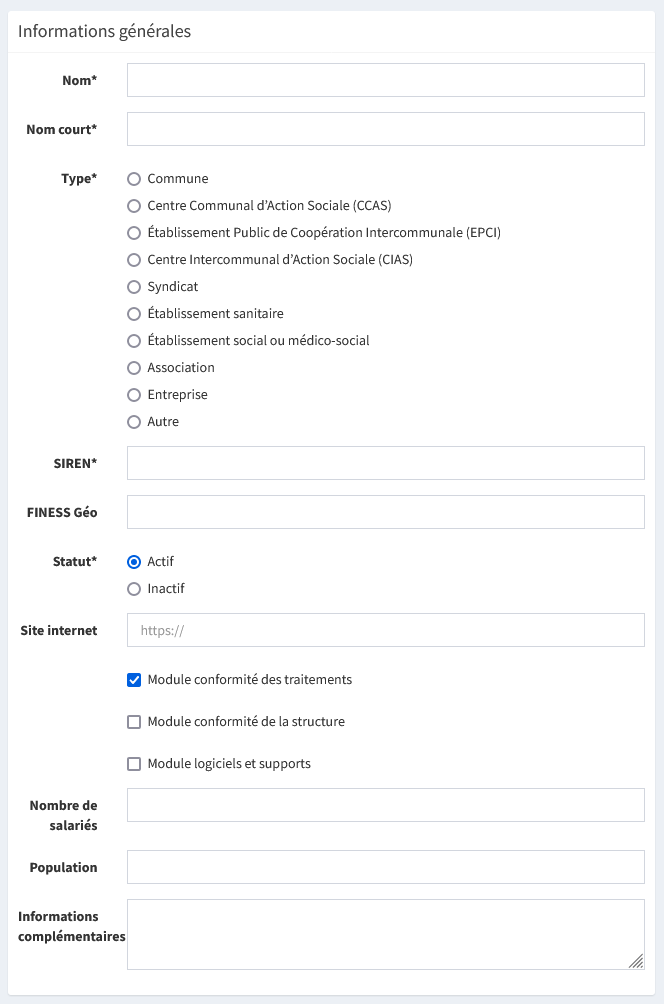 Informations générales
Nom*
Nom court*
Type*
Commune
Centre Communal d’Action Sociale (CCAS)
Établissement Public de Coopération Intercommunale (EPCI)
Centre Intercommunal d’Action Sociale (CIAS)
Syndicat
Établissement sanitaire
Établissement social ou médico-social
Association
Entreprise
Autre
SIREN*
FINESS Géo
Statut*
Actif
Inactif
Site internet
https://
Module conformité des traitements
Module conformité de la structure
Module logiciels et supports
Nombre de
salariés
Population
Informations
complémentaires